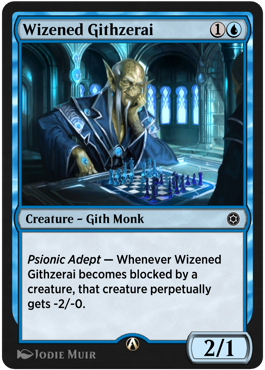 Wizened Githzerai 1
Creature – Gith Monk
Psionic Adept — Whenever Wizened
Githzerai becomes blocked by a
creature, that creature perpetually
gets -2/-0.
2/1
Jodie Muir